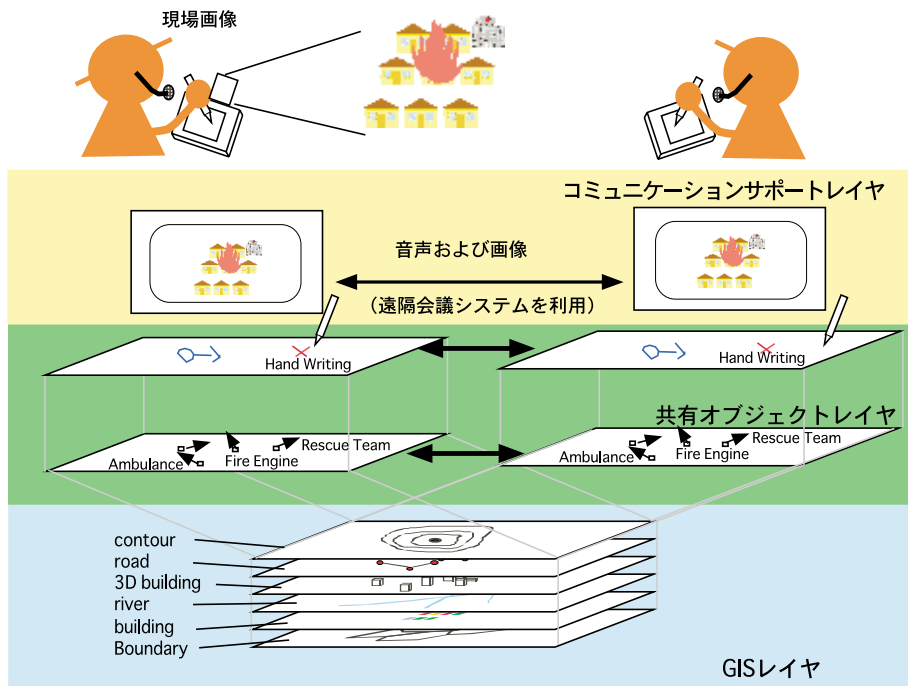 現場画像
コミュニケーションサポートレイヤ
音声および画像
(遠隔会議システムを利用)
Hand Writing
Hand Writing
共有オブジェクトレイヤ
Rescue Team
Ambulance
Fire Engine
Rescue Team
Ambulance
Fire Engine
contour
road
3D building
river
building
Boundary
GISレイヤ